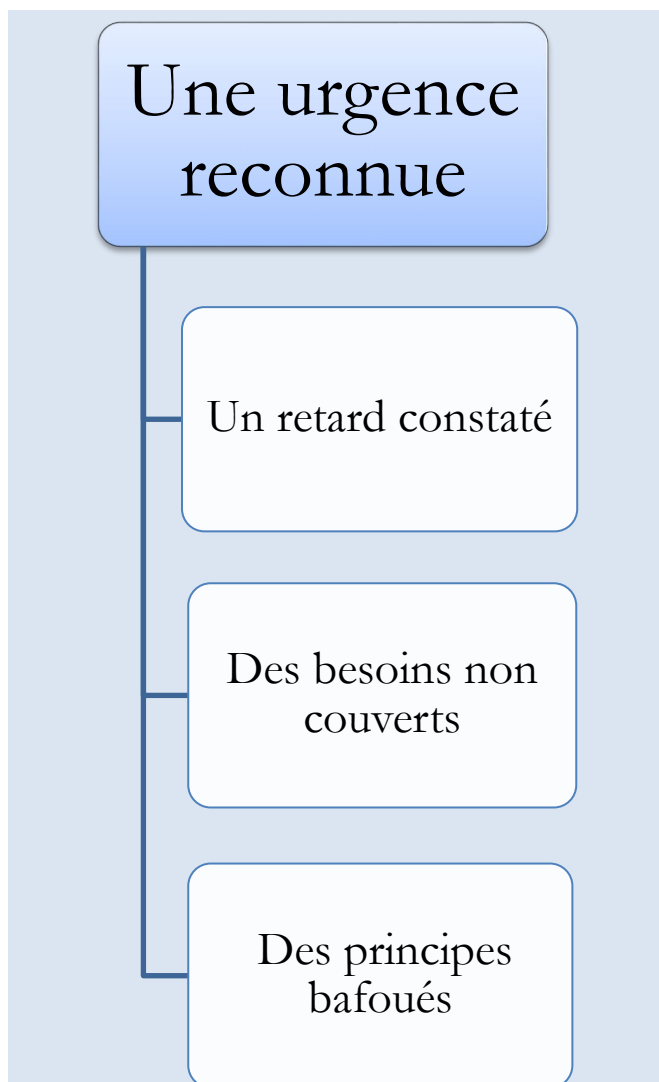 Une urgence
reconnue
Un retard constaté
Des besoins non
couverts
Des principes
bafoués